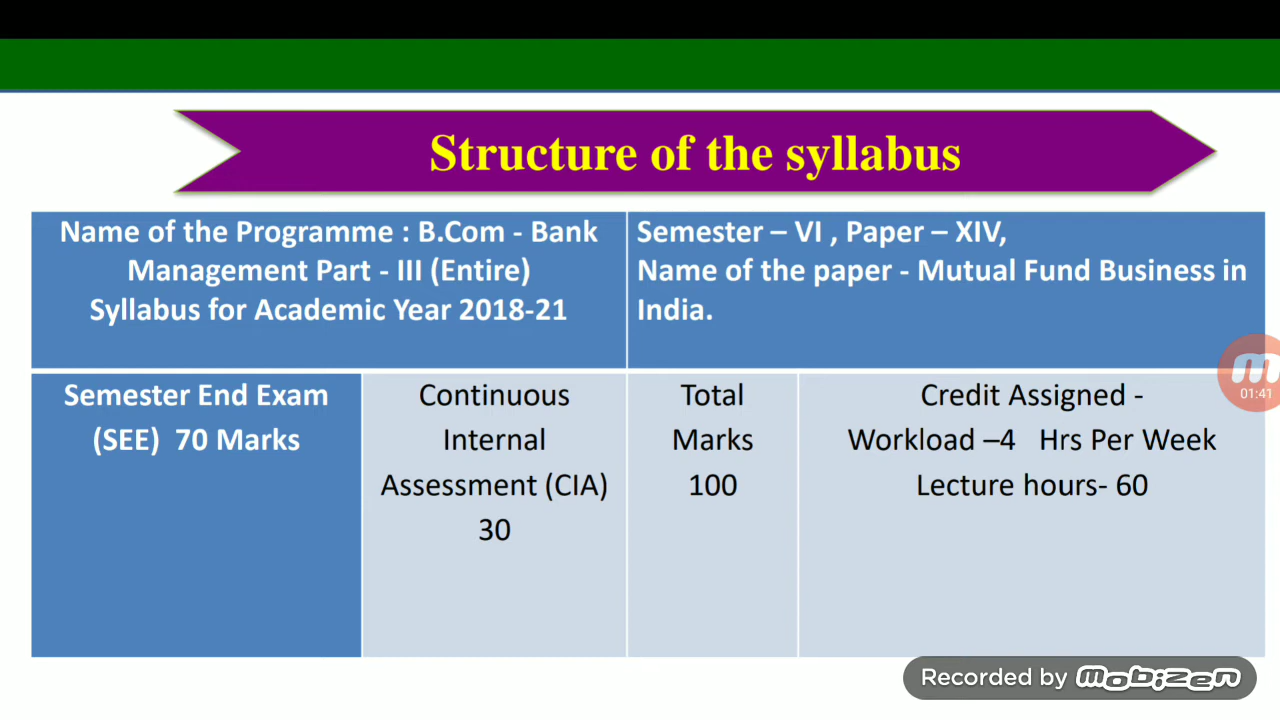 Structure of the syllabus
Name of the Programme : B.Com - Bank
Management Part - III (Entire)
Syllabus for Academic Year 2018-21
Semester – VI , Paper – XIV,
Name of the paper - Mutual Fund Business in
India.
Semester End Exam
(SEE) 70 Marks
Continuous
Internal
Assessment (CIA)
30
Total
Marks
100
Credit Assigned -
Workload –4 Hrs Per Week
Lecture hours- 60
01:41
Recorded by mobizen